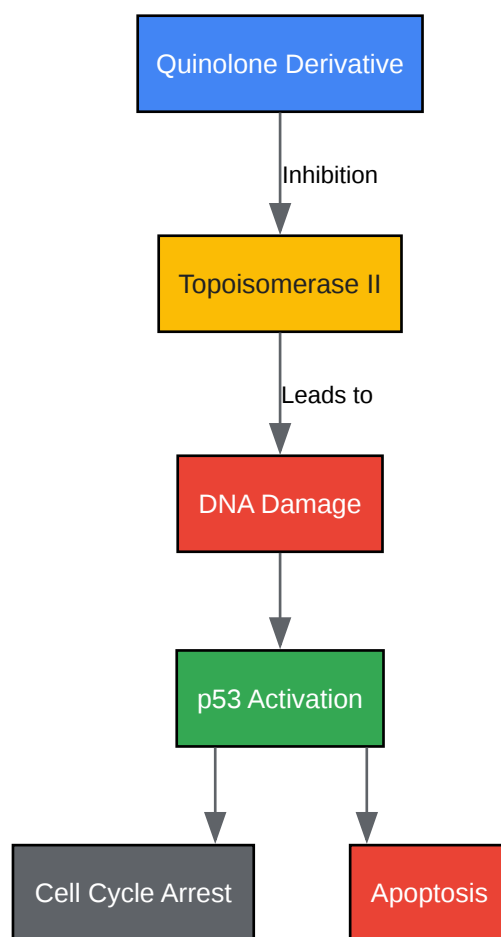 Quinolone Derivative
Inhibition
Topoisomerase II
Leads to
DNA Damage
p53 Activation
Cell Cycle Arrest
Apoptosis